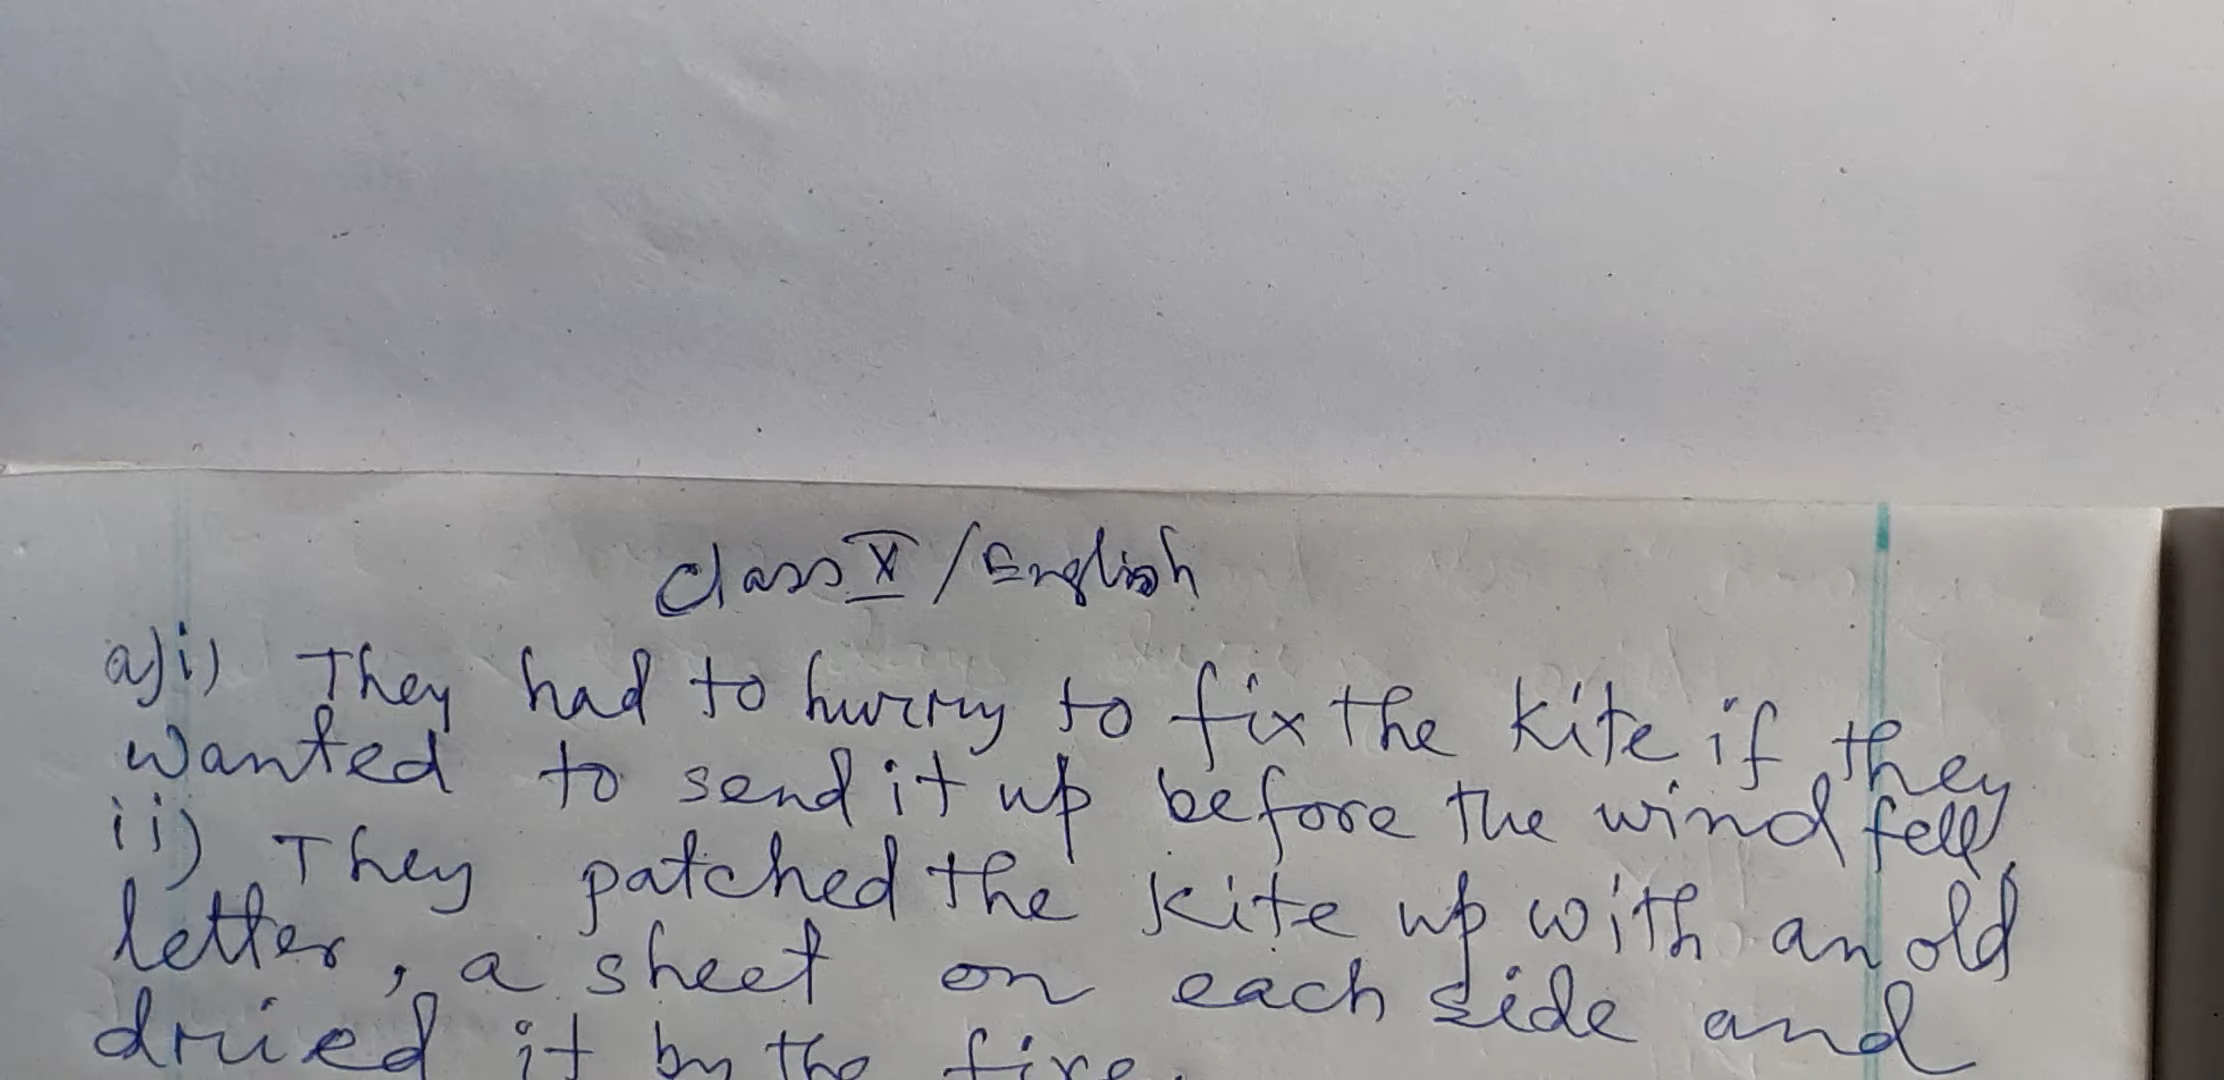 Class X / English
a) i) They had to hurry to fix the kite if they
wanted to send it up before the wind fell.
ii) They patched the kite up with an old
letter, a sheet on each side and
dried it by the fire.